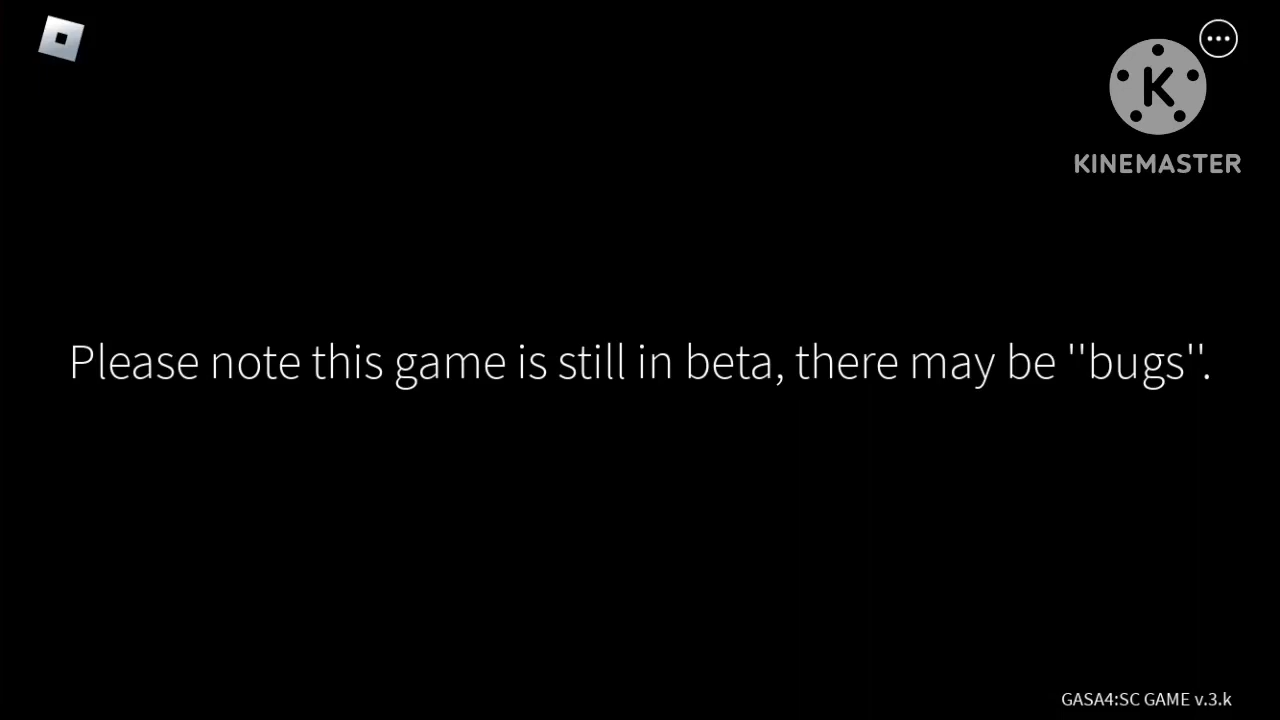 K
KINEMASTER
Please note this game is still in beta, there may be "bugs".
GASA4:SC GAME v.3.k